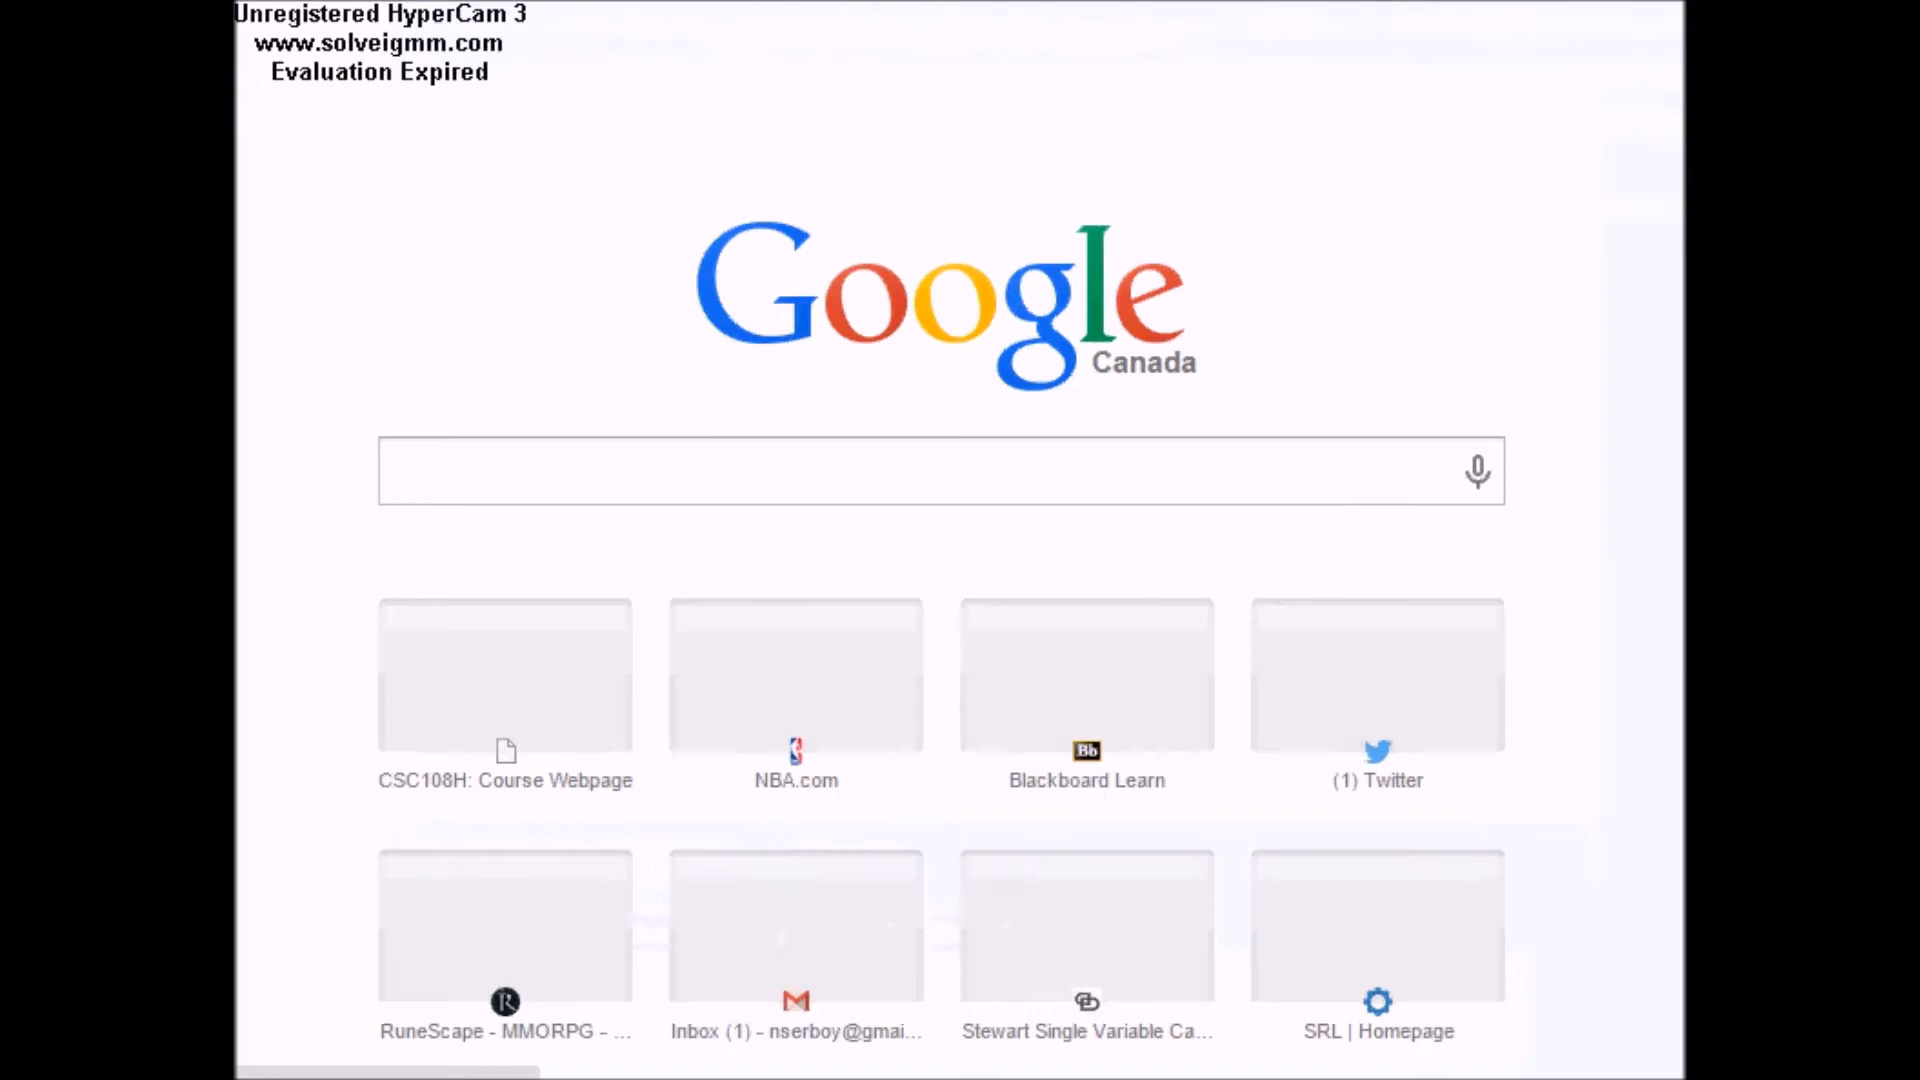 Unregistered HyperCam 3
www.solveigmm.com
Evaluation Expired
Google
Canada
CSC108H: Course Webpage
NBA.com
Bb
Blackboard Learn
(1) Twitter
R
RuneScape - MMORPG - ...
Inbox (1) - nserboy@gmai...
Stewart Single Variable Ca...
SRL | Homepage